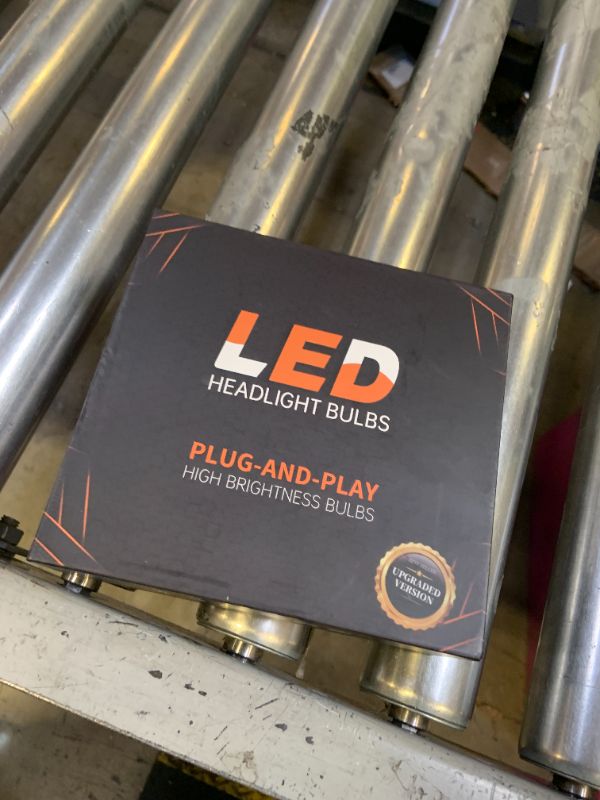 LED
HEADLIGHT BULBS
PLUG-AND-PLAY
HIGH BRIGHTNESS BULBS
UPGRADED
VERSION